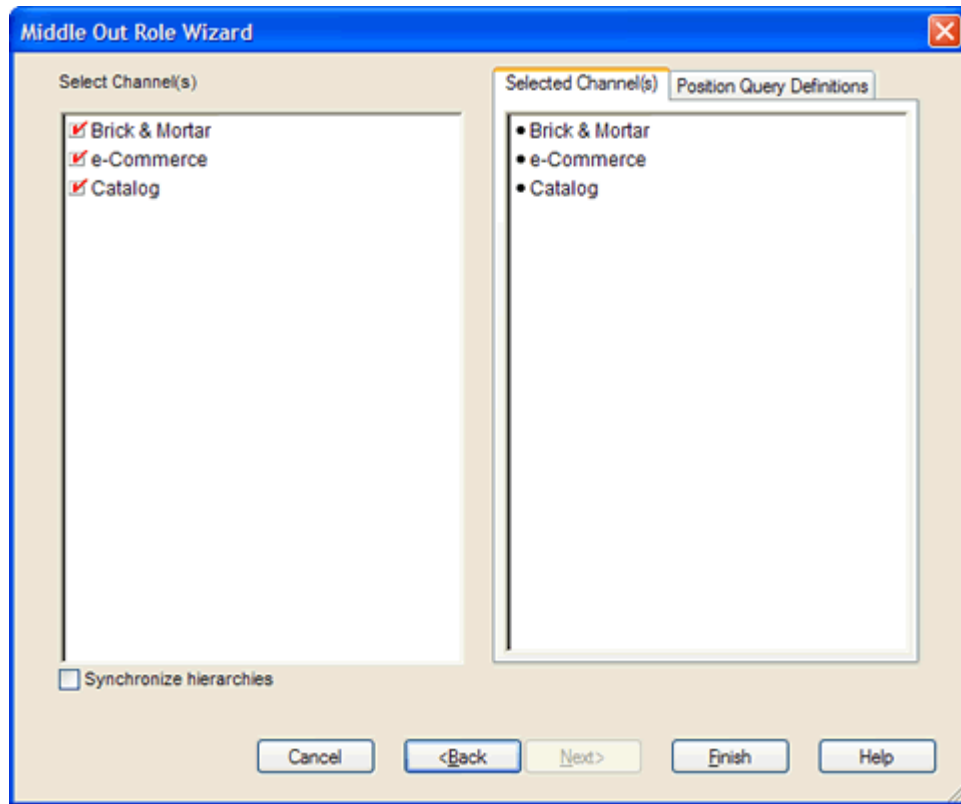 Middle Out Role Wizard
Select Channel(s)
Selected Channel(s)
Position Query Definitions
Brick & Mortar
e-Commerce
Catalog
• Brick & Mortar
• e-Commerce
• Catalog
Synchronize hierarchies
Cancel
<Back
Next>
Finish
Help